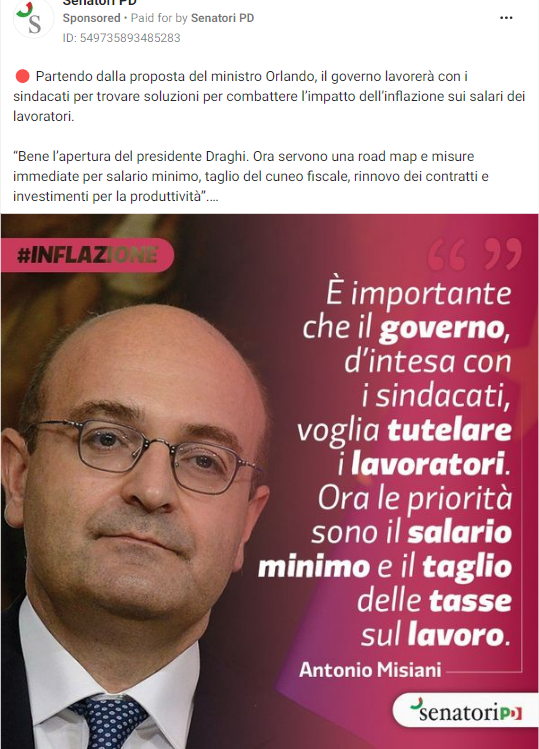 Senatori PD
Sponsored • Paid for by Senatori PD
ID: 549735893485283
Partendo dalla proposta del ministro Orlando, il governo lavorerà con i
sindacati per trovare soluzioni per combattere l'impatto dell'inflazione sui salari dei
lavoratori.
“Bene l'apertura del presidente Draghi. Ora servono una road map e misure
immediate per salario minimo, taglio del cuneo fiscale, rinnovo dei contratti e
investimenti per la produttività”....
#INFLAZIONE
“ ”
È importante
che il governo,
d'intesa con
i sindacati,
voglia tutelare
i lavoratori.
Ora le priorità
sono il salario
minimo e il taglio
delle tasse
sul lavoro.
Antonio Misiani
senatoriPD